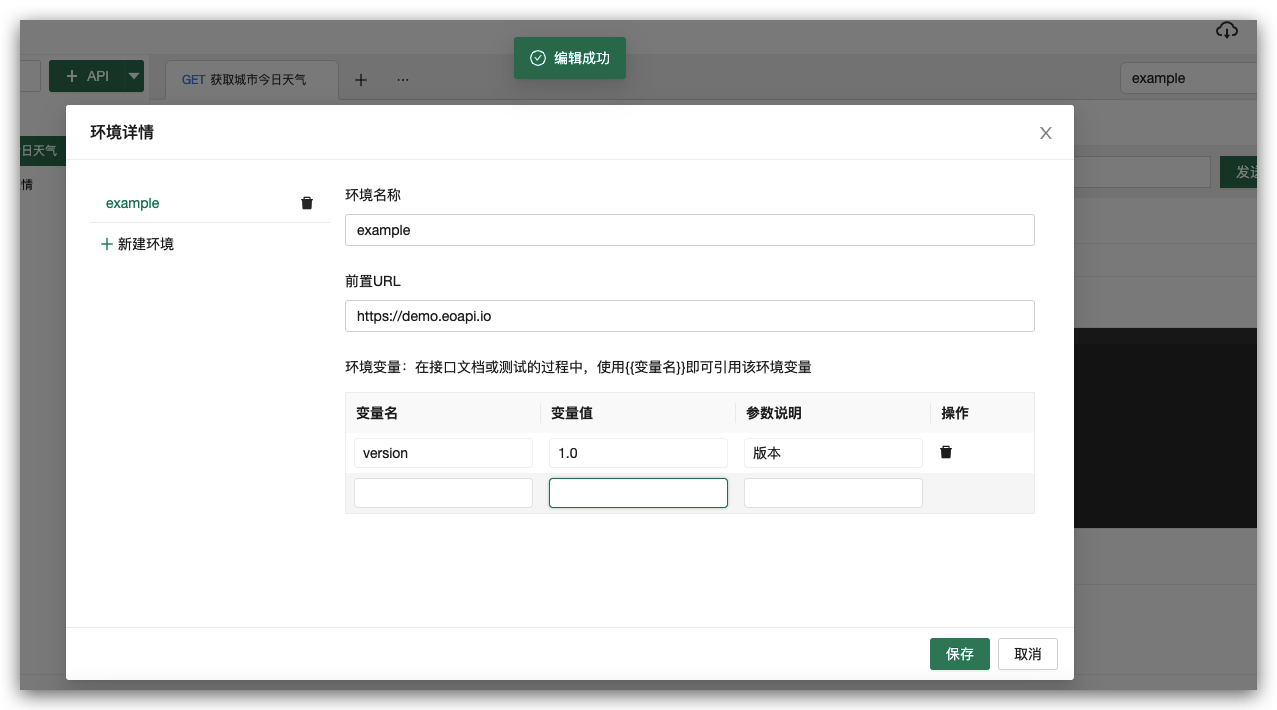 编辑成功
API
GET 获取城市今日天气
example
环境详情
日天气
情
发送
example
新建环境
环境名称
example
前置URL
https://demo.eoapi.io
环境变量：在接口文档或测试的过程中，使用{{变量名}}即可引用该环境变量
变量名 变量值 参数说明 操作
version 1.0 版本
保存 取消